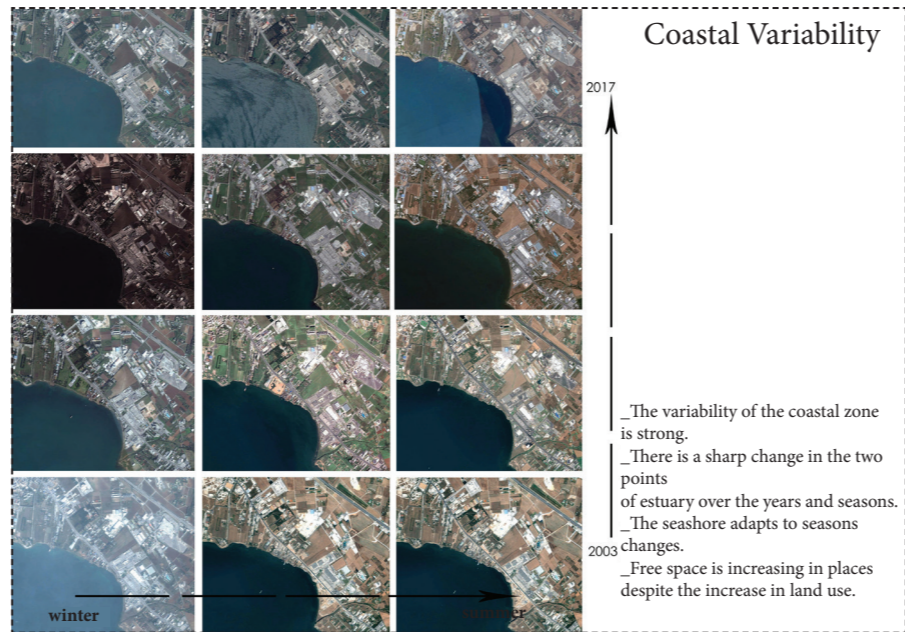 Coastal Variability
2017
_The variability of the coastal zone
is strong.
_There is a sharp change in the two
points
of estuary over the years and seasons.
_The seashore adapts to seasons
changes.
_Free space is increasing in places
despite the increase in land use.
2003
winter
summer